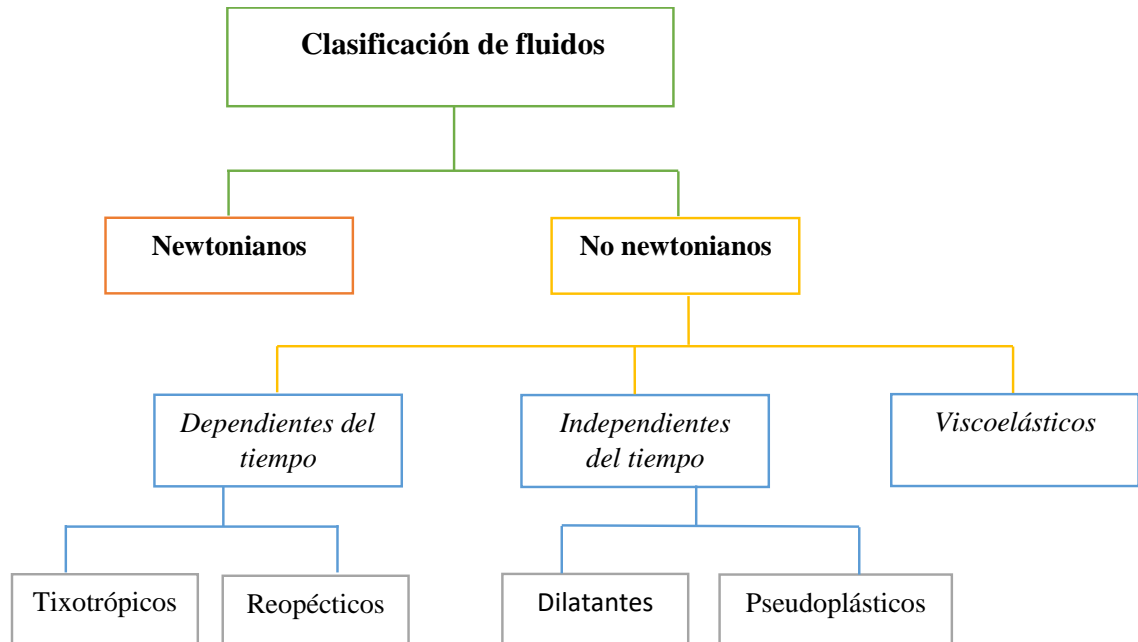 Clasificación de fluidos
Newtonianos
No newtonianos
Dependientes del
tiempo
Independientes
del tiempo
Viscoelásticos
Tixotrópicos
Reopécticos
Dilatantes
Pseudoplásticos